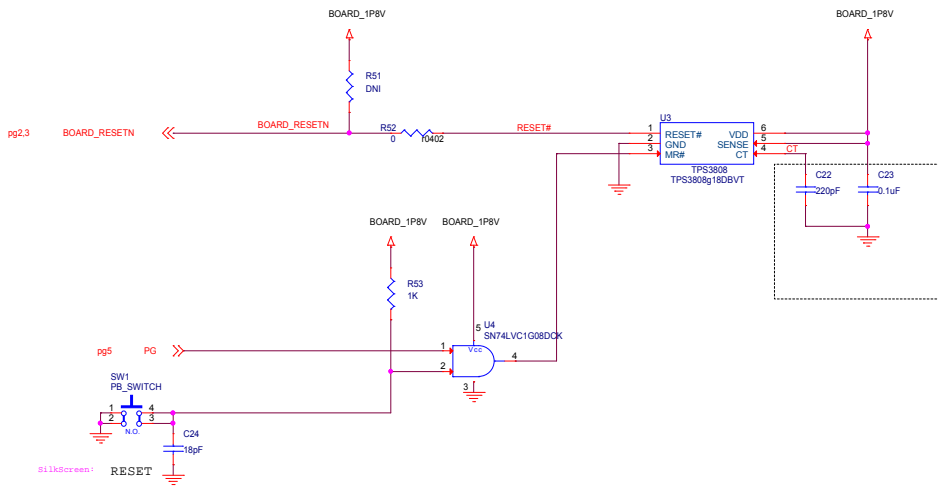 BOARD_1P8V
BOARD_1P8V
R51
DNI
U3
pg2,3 BOARD_RESETN
BOARD_RESETN
R52
0 r0402
RESET#
1 RESET# VDD 6
2 GND SENSE 5
3 MR# CT 4 CT
TPS3808
TPS3808g18DBVT
C22
220pF
C23
0.1uF
BOARD_1P8V
BOARD_1P8V
R53
1K
U4
SN74LVC1G08DCK
5
Vcc
pg5 PG
1
2
4
3
SW1
PB_SWITCH
1 4
2 3
N.O.
C24
18pF
SilkScreen: RESET